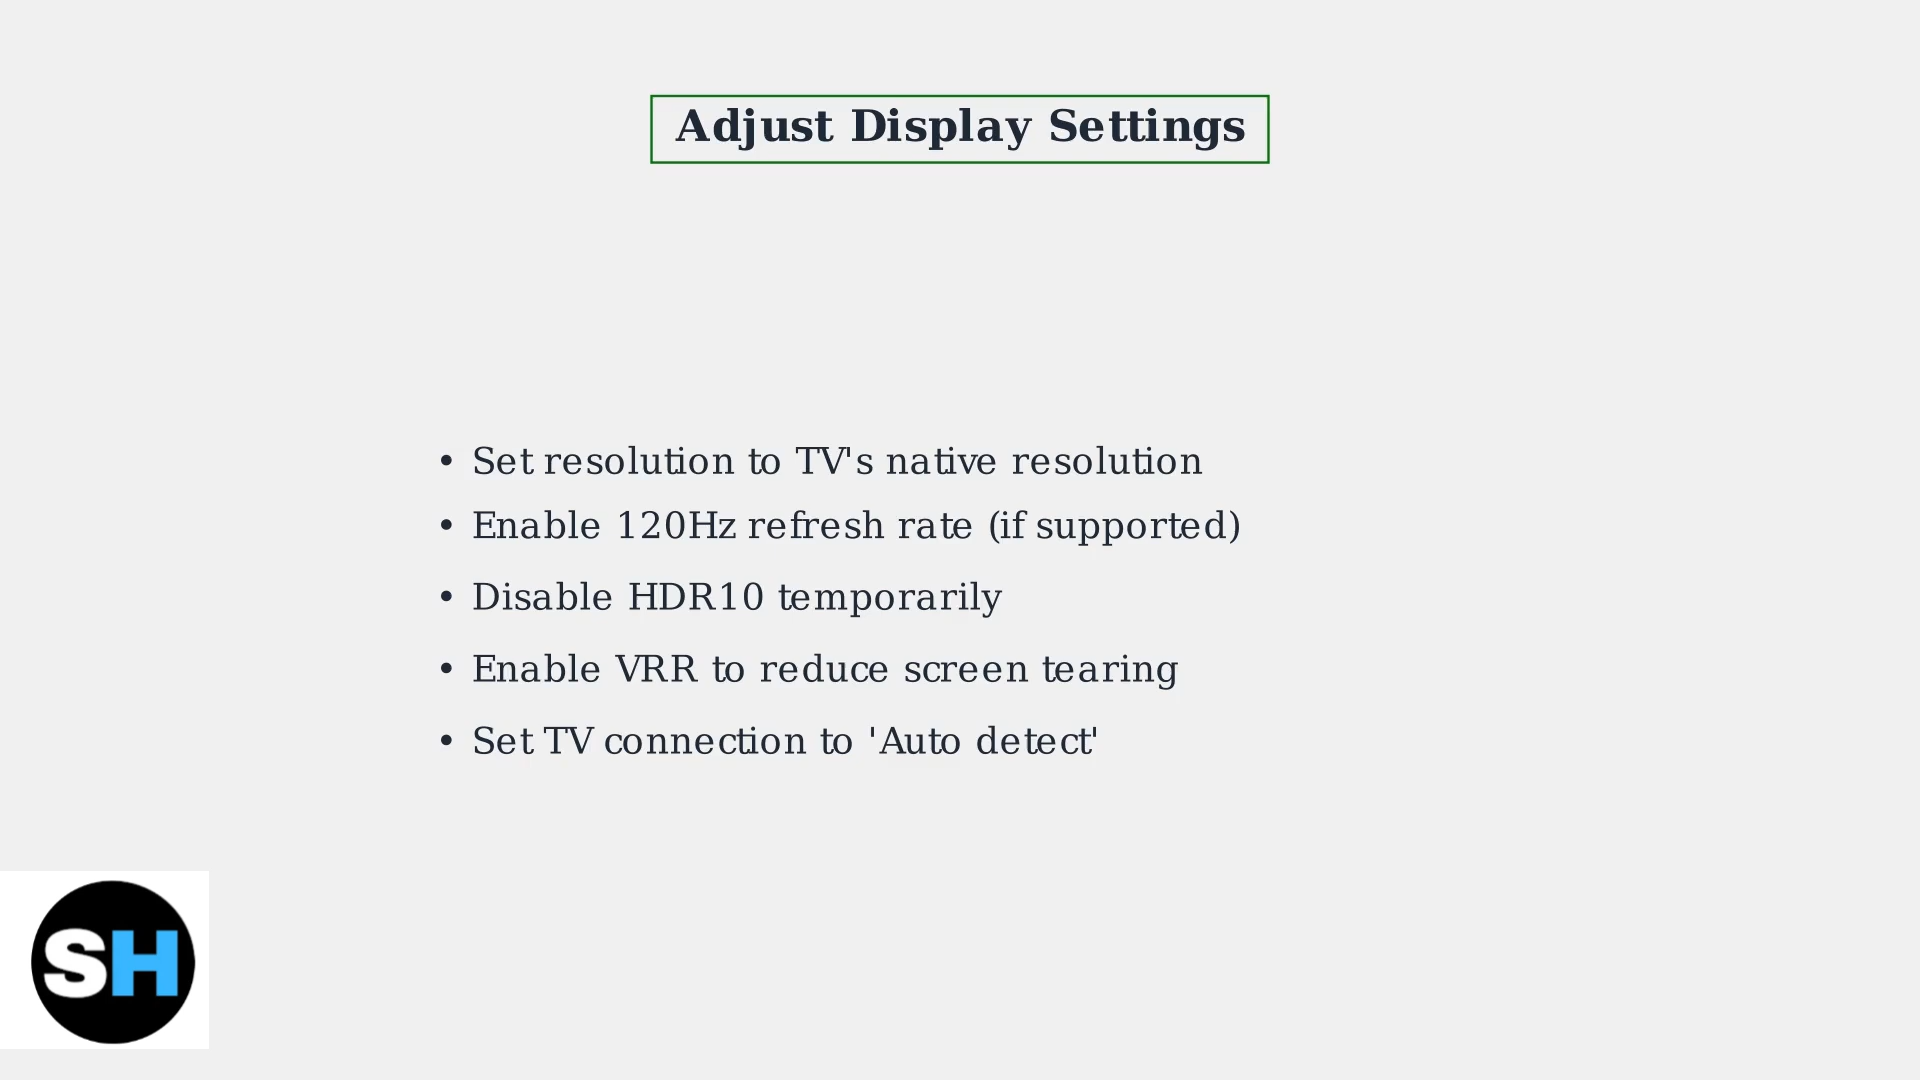 Adjust Display Settings
• Set resolution to TV's native resolution
• Enable 120Hz refresh rate (if supported)
• Disable HDR10 temporarily
• Enable VRR to reduce screen tearing
• Set TV connection to 'Auto detect'
SH